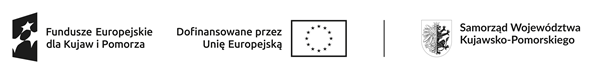 Fundusze Europejskie
dla Kujaw i Pomorza
Dofinansowane przez
Unię Europejską
Samorząd Województwa
Kujawsko-Pomorskiego